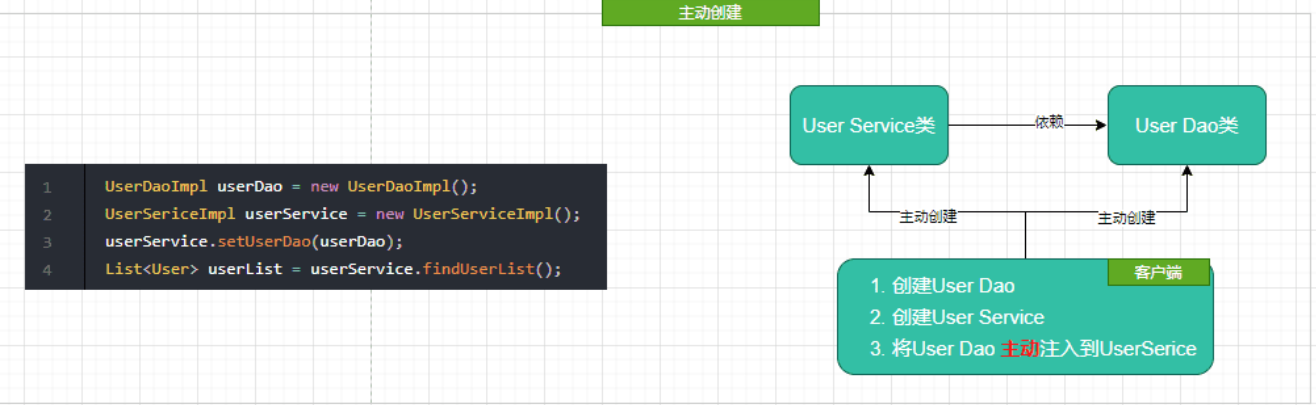 主动创建
User Service类
依赖
User Dao类
1 UserDaoImpl userDao = new UserDaoImpl();
2 UserSericeImpl userService = new UserServiceImpl();
3 userService.setUserDao(userDao);
4 List<User> userList = userService.findUserList();
主动创建
主动创建
客户端
1. 创建User Dao
2. 创建User Service
3. 将User Dao 主动注入到UserSerice